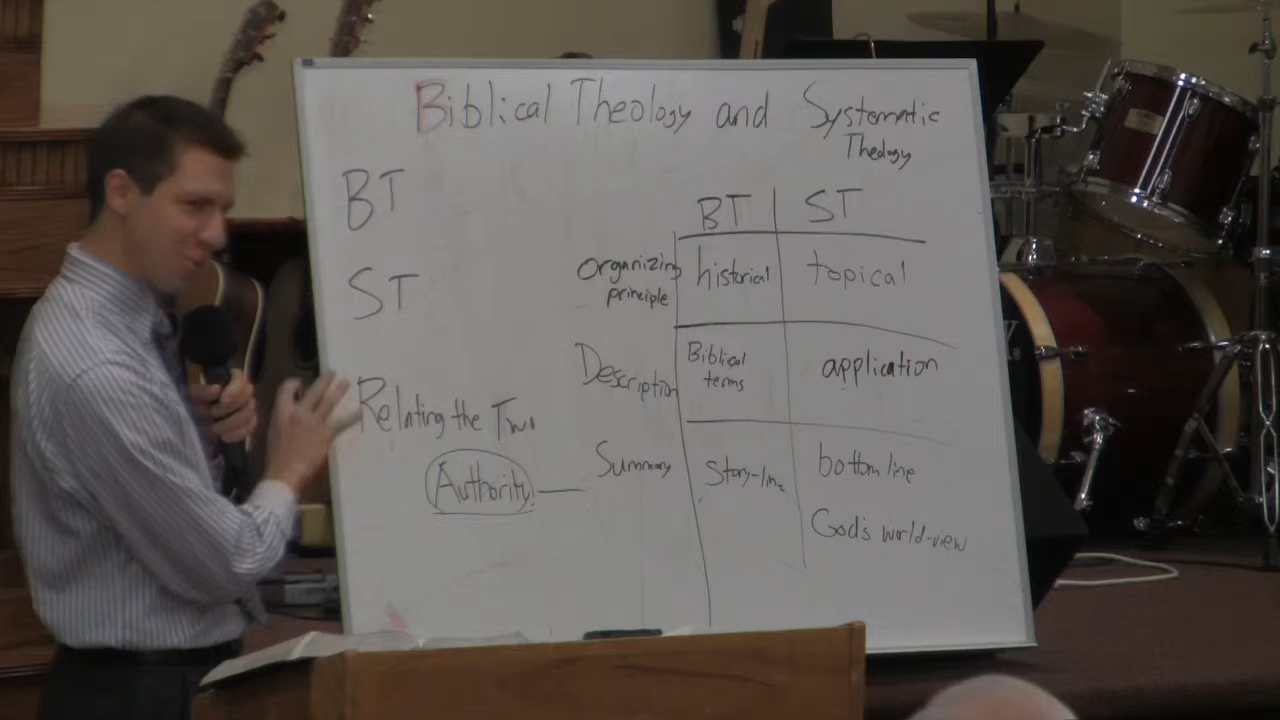 Biblical Theology and Systematic
Theology
BT
ST
Relating the Two
Authority
BT ST
Organizing principle historical topical
Description Biblical terms application
Summary Story-line bottom line
God's world-view